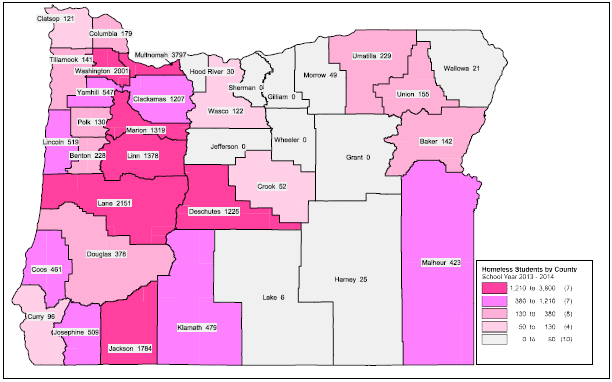 Clatsop 121
Columbia 179
Tillamook 141
Multnomah 3797
Washington 2001
Hood River 30
Umatilla 229
Wallowa 21
Morrow 49
Sherman 0
Gilliam 0
Yamhill 547
Clackamas 1207
Union 155
Wasco 122
Polk 130
Marion 1319
Lincoln 519
Jefferson 0
Wheeler 0
Baker 142
Benton 228
Linn 1378
Grant 0
Crook 52
Lane 2151
Deschutes 1225
Douglas 378
Malheur 423
Coos 461
Harney 25
Lake 6
Curry 96
Josephine 509
Klamath 479
Jackson 1784
Homeless Students by County
School Year 2013 - 2014
1,210 to 3,800 (7)
380 to 1,210 (7)
130 to 380 (8)
50 to 130 (4)
0 to 50 (10)